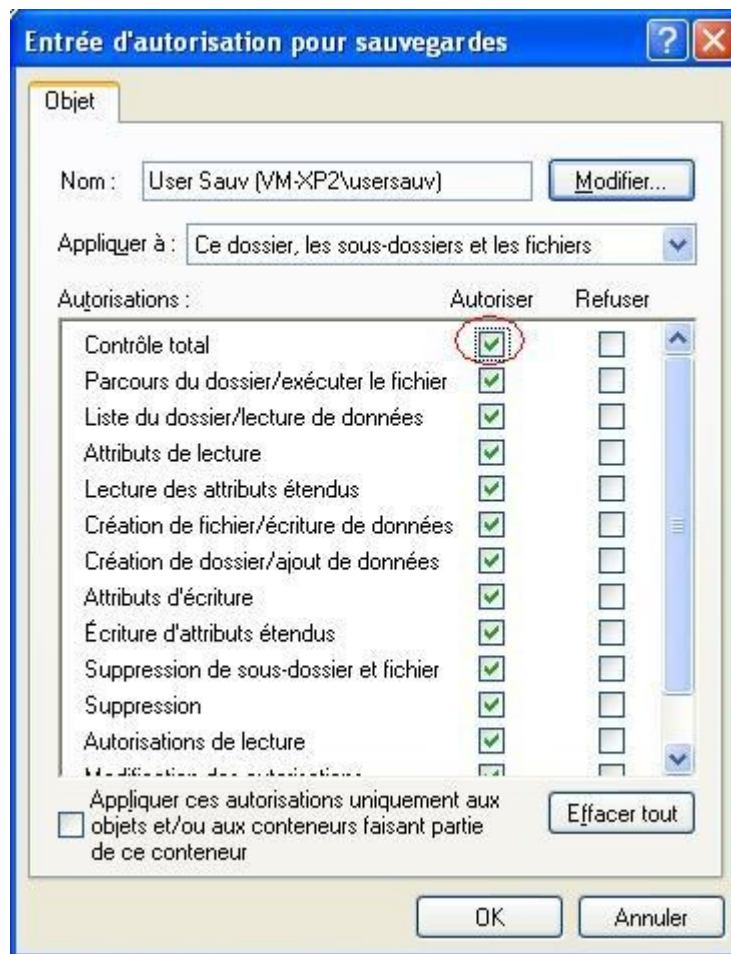 Entrée d'autorisation pour sauvegardes
Objet
Nom : User Sauv (VM-XP2\usersauv) Modifier...
Appliquer à : Ce dossier, les sous-dossiers et les fichiers
Autorisations : Autoriser Refuser
Contrôle total
Parcours du dossier/exécuter le fichier
Liste du dossier/lecture de données
Attributs de lecture
Lecture des attributs étendus
Création de fichier/écriture de données
Création de dossier/ajout de données
Attributs d'écriture
Écriture d'attributs étendus
Suppression de sous-dossier et fichier
Suppression
Autorisations de lecture
Modification des autorisations
Appliquer ces autorisations uniquement aux
objets et/ou aux conteneurs faisant partie
de ce conteneur
Effacer tout
OK Annuler